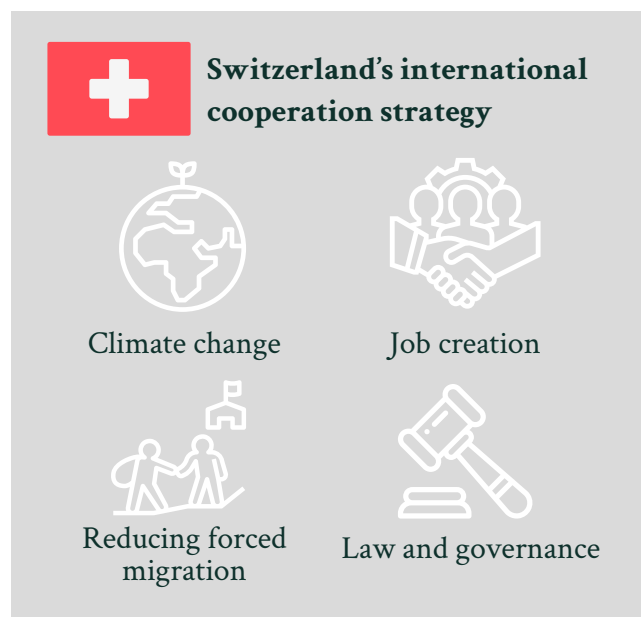 Switzerland’s international
cooperation strategy
Climate change
Job creation
Reducing forced
migration
Law and governance